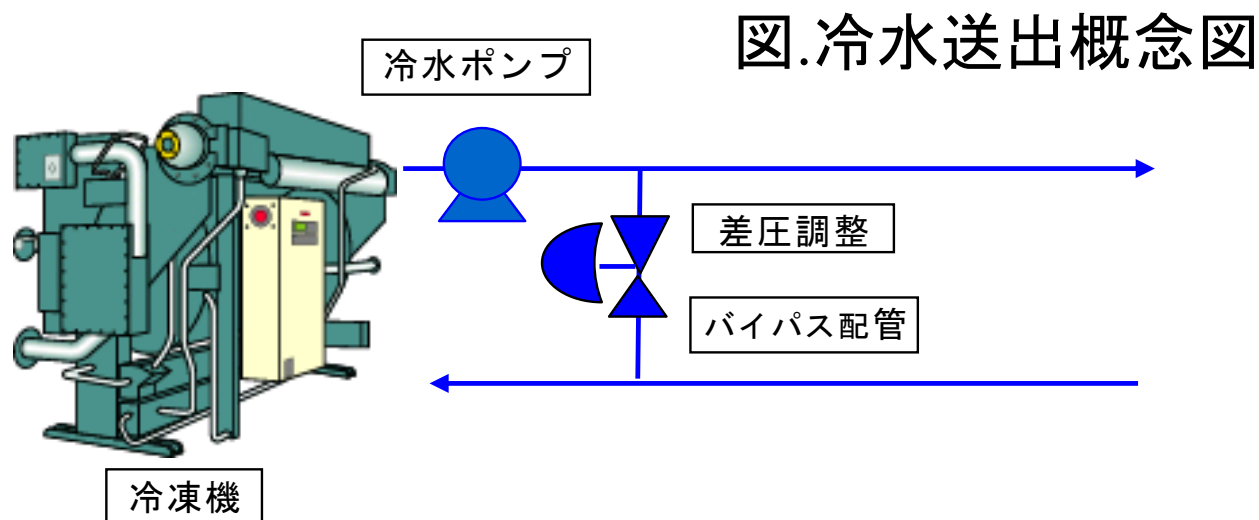 図.冷水送出概念図
冷水ポンプ
差圧調整
バイパス配管
冷凍機